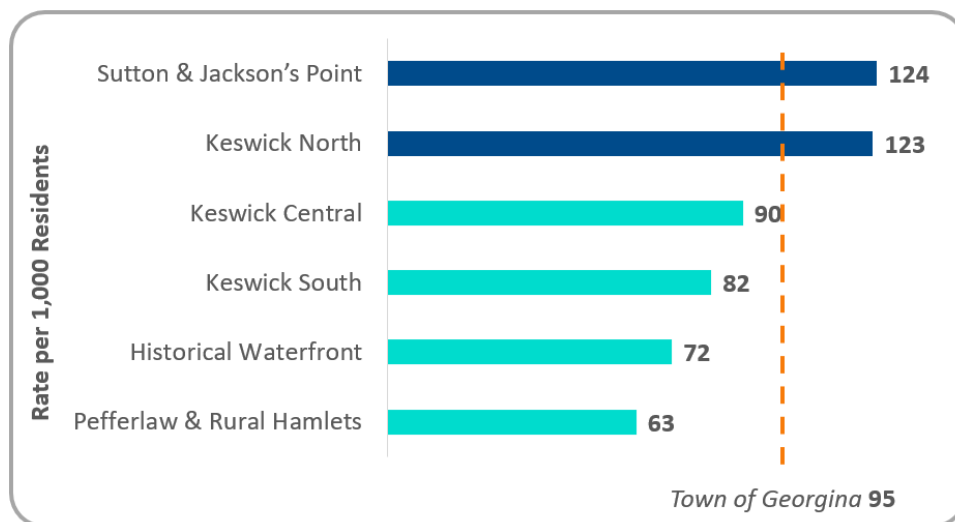 Rate per 1,000 Residents
Sutton & Jackson’s Point 124
Keswick North 123
Keswick Central 90
Keswick South 82
Historical Waterfront 72
Pefferlaw & Rural Hamlets 63
Town of Georgina 95